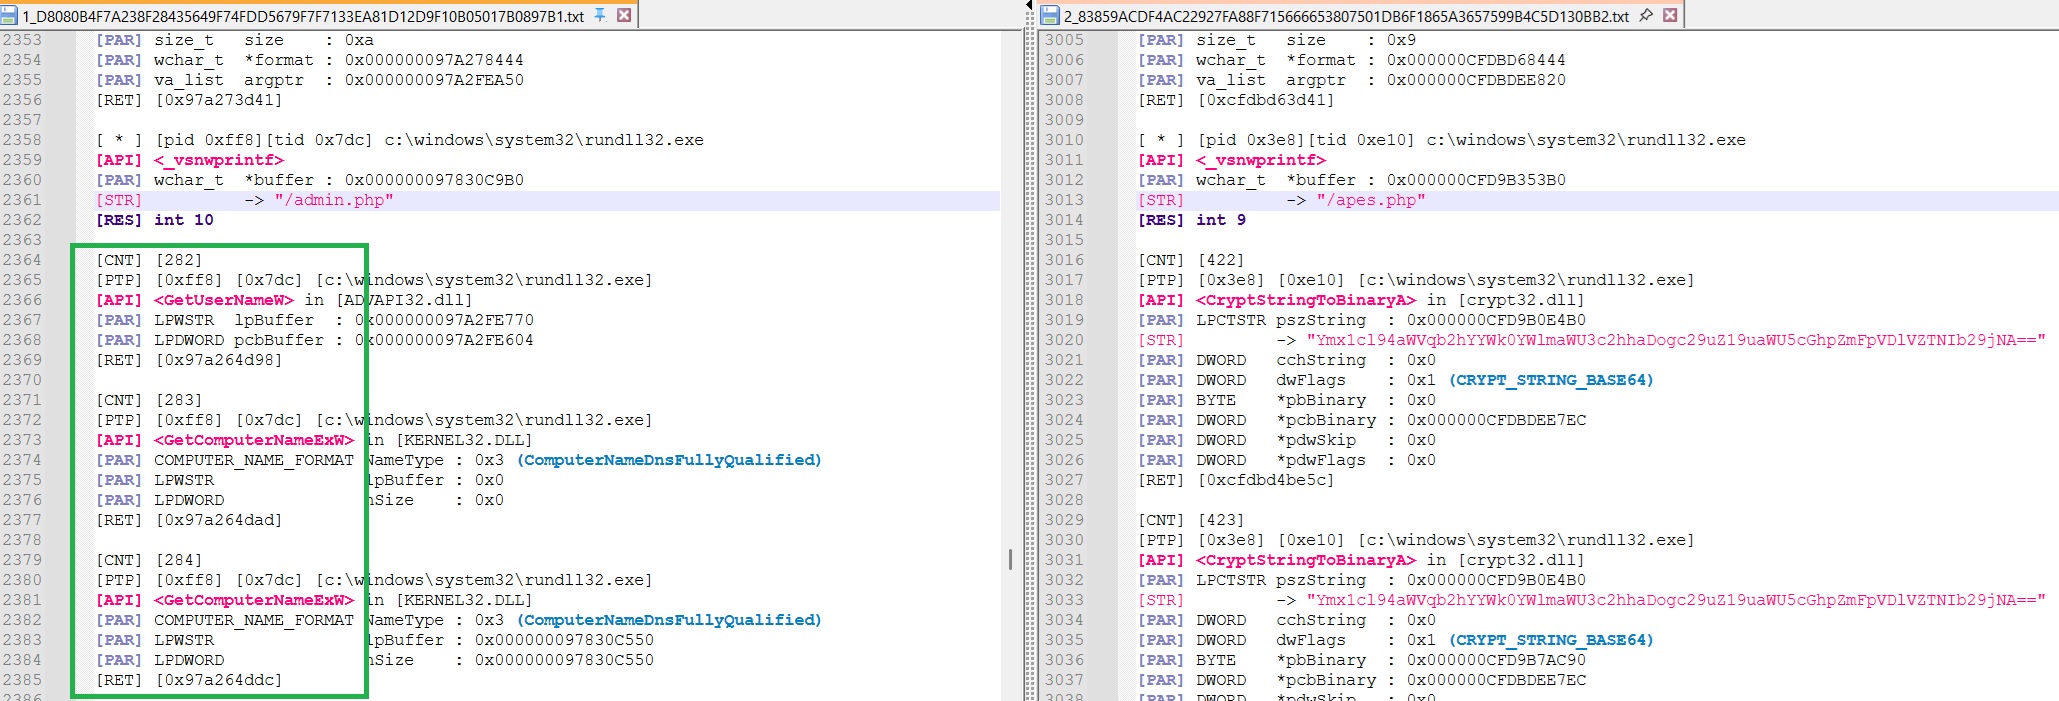 1_D8080B4F7A238F28435649F74FDD5679F7F7133EA81D12D9F10B05017B0897B1.txt
2353 [PAR] size_t size : 0xa
2354 [PAR] wchar_t *format : 0x000000097A278444
2355 [PAR] va_list argptr : 0x000000097A2FEA50
2356 [RET] [0x97a273d41]
2357
2358 [ * ] [pid 0xff8][tid 0x7dc] c:\windows\system32\rundll32.exe
2359 [API] <_vsnwprintf>
2360 [PAR] wchar_t *buffer : 0x000000097830C9B0
2361 [STR] -> "/admin.php"
2362 [RES] int 10
2363
2364 [CNT] [282]
2365 [PTP] [0xff8] [0x7dc] [c:\windows\system32\rundll32.exe]
2366 [API] <GetUserNameW> in [ADVAPI32.dll]
2367 [PAR] LPWSTR lpBuffer : 0x000000097A2FE770
2368 [PAR] LPDWORD pcbBuffer : 0x000000097A2FE604
2369 [RET] [0x97a264d98]
2370
2371 [CNT] [283]
2372 [PTP] [0xff8] [0x7dc] [c:\windows\system32\rundll32.exe]
2373 [API] <GetComputerNameExW> in [KERNEL32.DLL]
2374 [PAR] COMPUTER_NAME_FORMAT NameType : 0x3 (ComputerNameDnsFullyQualified)
2375 [PAR] LPWSTR lpBuffer : 0x0
2376 [PAR] LPDWORD nSize : 0x0
2377 [RET] [0x97a264dad]
2378
2379 [CNT] [284]
2380 [PTP] [0xff8] [0x7dc] [c:\windows\system32\rundll32.exe]
2381 [API] <GetComputerNameExW> in [KERNEL32.DLL]
2382 [PAR] COMPUTER_NAME_FORMAT NameType : 0x3 (ComputerNameDnsFullyQualified)
2383 [PAR] LPWSTR lpBuffer : 0x000000097830C550
2384 [PAR] LPDWORD nSize : 0x000000097830C550
2385 [RET] [0x97a264ddc]
2386
2_83859ACDF4AC22927FA88F715666653807501DB6F1865A3657599B4C5D130BB2.txt
3005 [PAR] size_t size : 0x9
3006 [PAR] wchar_t *format : 0x000000CFDBD68444
3007 [PAR] va_list argptr : 0x000000CFDBDEE820
3008 [RET] [0xcfdbd63d41]
3009
3010 [ * ] [pid 0x3e8][tid 0xe10] c:\windows\system32\rundll32.exe
3011 [API] <_vsnwprintf>
3012 [PAR] wchar_t *buffer : 0x000000CFD9B353B0
3013 [STR] -> "/apes.php"
3014 [RES] int 9
3015
3016 [CNT] [422]
3017 [PTP] [0x3e8] [0xe10] [c:\windows\system32\rundll32.exe]
3018 [API] <CryptStringToBinaryA> in [crypt32.dll]
3019 [PAR] LPCTSTR pszString : 0x000000CFD9B0E4B0
3020 [STR] -> "Ymx1cl94aWVqb2hYYWk0YWlmaWU3c2hhaDogc29uZ19uaWU5cGhpZmFpVDlVZTNIb29jNA=="
3021 [PAR] DWORD cchString : 0x0
3022 [PAR] DWORD dwFlags : 0x1 (CRYPT_STRING_BASE64)
3023 [PAR] BYTE *pbBinary : 0x0
3024 [PAR] DWORD *pcbBinary : 0x000000CFDBDEE7EC
3025 [PAR] DWORD *pdwSkip : 0x0
3026 [PAR] DWORD *pdwFlags : 0x0
3027 [RET] [0xcfdbd4be5c]
3028
3029 [CNT] [423]
3030 [PTP] [0x3e8] [0xe10] [c:\windows\system32\rundll32.exe]
3031 [API] <CryptStringToBinaryA> in [crypt32.dll]
3032 [PAR] LPCTSTR pszString : 0x000000CFD9B0E4B0
3033 [STR] -> "Ymx1cl94aWVqb2hYYWk0YWlmaWU3c2hhaDogc29uZ19uaWU5cGhpZmFpVDlVZTNIb29jNA=="
3034 [PAR] DWORD cchString : 0x0
3035 [PAR] DWORD dwFlags : 0x1 (CRYPT_STRING_BASE64)
3036 [PAR] BYTE *pbBinary : 0x000000CFD9B7AC90
3037 [PAR] DWORD *pcbBinary : 0x000000CFDBDEE7EC
3038 [PAR] DWORD *pdwSkip : 0x0